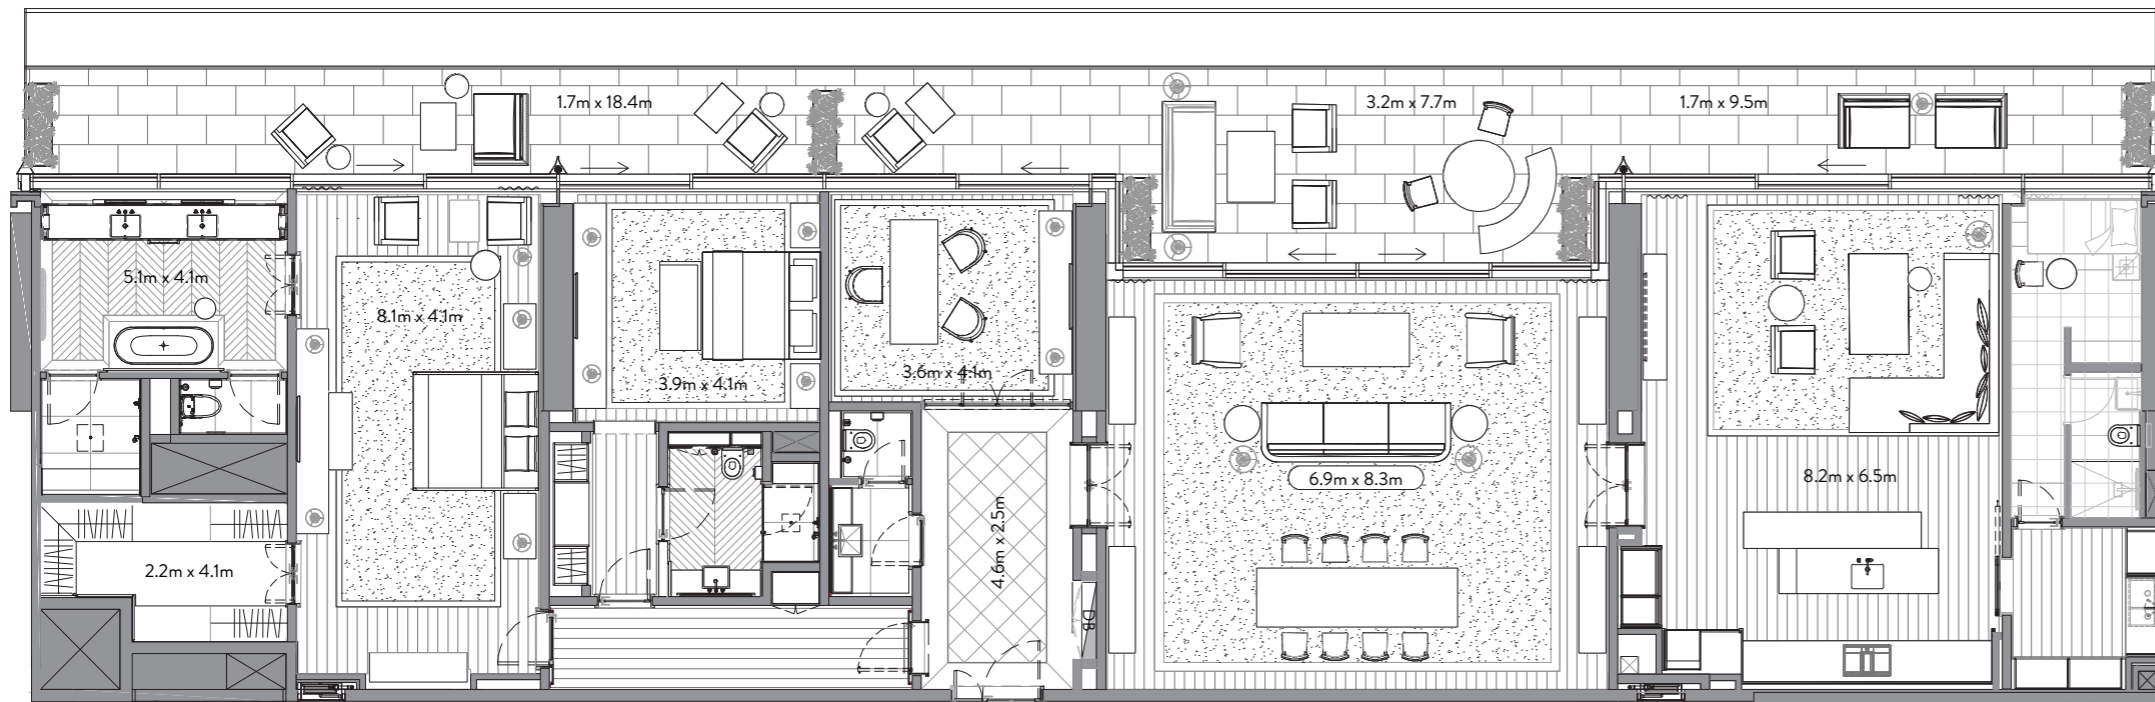 1.7m x 18.4m
3.2m x 7.7m
1.7m x 9.5m
5.1m x 4.1m
8.1m x 4.1m
3.9m x 4.1m
3.6m x 4.1m
6.9m x 8.3m
8.2m x 6.5m
4.6m x 2.5m
2.2m x 4.1m
DB